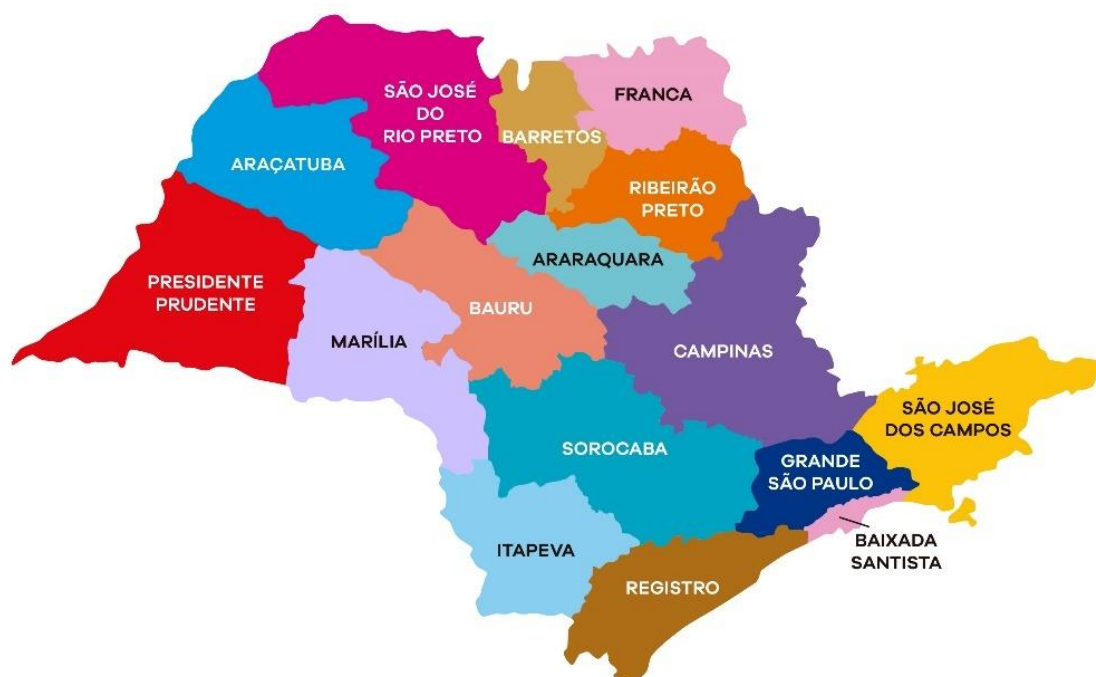 SÃO JOSÉ
DO
RIO PRETO
BARRETOS
FRANCA
ARAÇATUBA
RIBEIRÃO
PRETO
ARARAQUARA
PRESIDENTE
PRUDENTE
BAURU
MARÍLIA
CAMPINAS
SÃO JOSÉ
DOS CAMPOS
SOROCABA
GRANDE
SÃO PAULO
ITAPEVA
BAIXADA
SANTISTA
REGISTRO